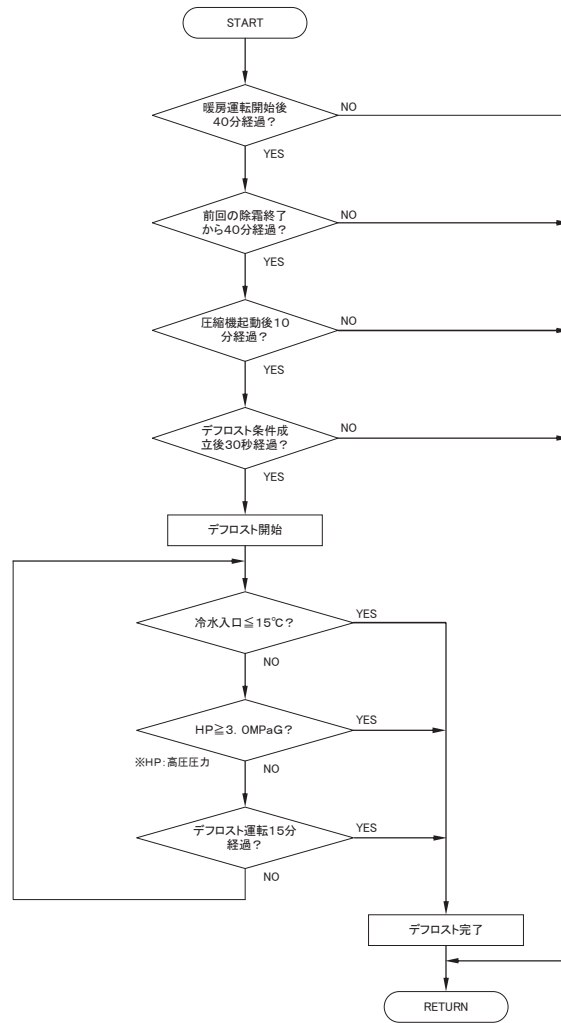 START
暖房運転開始後
40分経過？
NO
YES
前回の除霜終了
から40分経過？
NO
YES
圧縮機起動後10
分経過？
NO
YES
デフロスト条件成
立後30秒経過？
NO
YES
デフロスト開始
冷水入口≦15℃？
YES
NO
HP≧3．0MPaG？
YES
※HP：高圧圧力
NO
デフロスト運転15分
経過？
YES
NO
デフロスト完了
RETURN